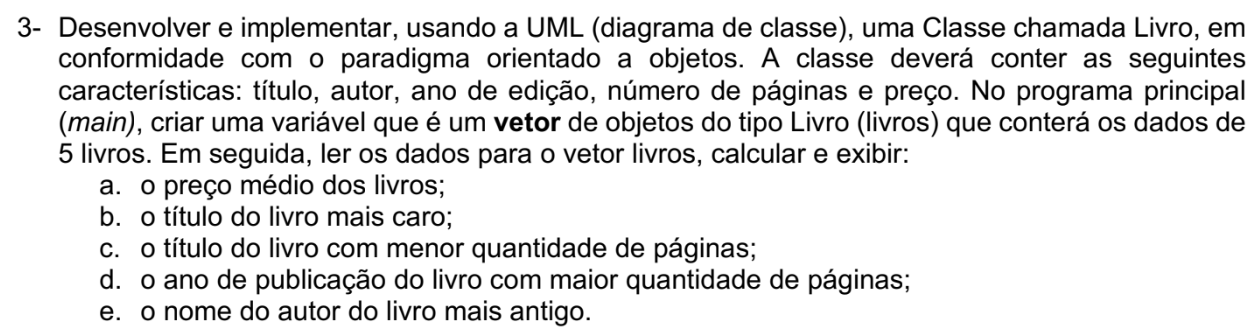 3- Desenvolver e implementar, usando a UML (diagrama de classe), uma Classe chamada Livro, em
conformidade com o paradigma orientado a objetos. A classe deverá conter as seguintes
características: título, autor, ano de edição, número de páginas e preço. No programa principal
(main), criar uma variável que é um vetor de objetos do tipo Livro (livros) que conterá os dados de
5 livros. Em seguida, ler os dados para o vetor livros, calcular e exibir:
a. o preço médio dos livros;
b. o título do livro mais caro;
c. o título do livro com menor quantidade de páginas;
d. o ano de publicação do livro com maior quantidade de páginas;
e. o nome do autor do livro mais antigo.